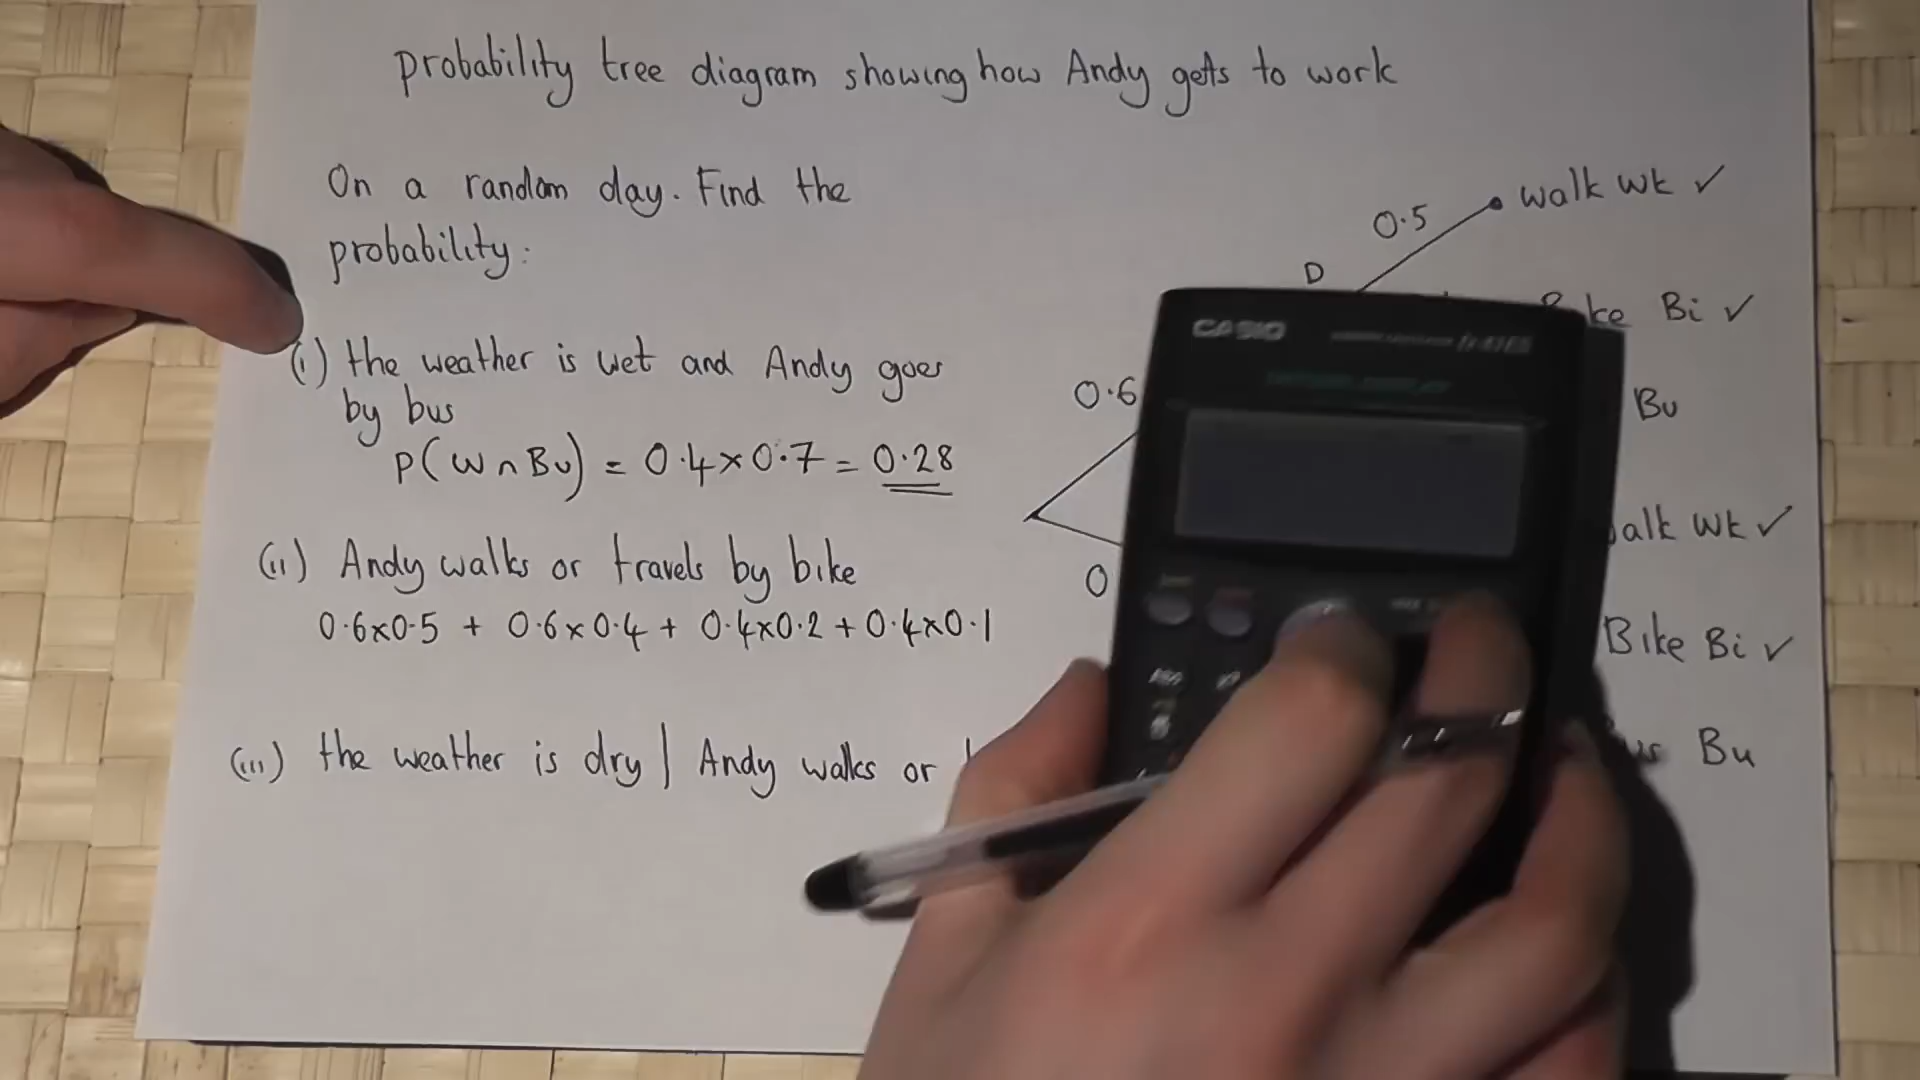 probability tree diagram showing how Andy gets to work
On a random day. Find the
probability:
(i) the weather is wet and Andy goes
by bus
P(W∩Bu) = 0.4×0.7 = 0.28
(ii) Andy walks or travels by bike
0.6×0.5 + 0.6×0.4 + 0.4×0.2 + 0.4×0.1
(iii) the weather is dry | Andy walks or
0.5
walk Wk ✓
D
Bi ✓
0.6
Bu
Wk ✓
0
Bike Bi ✓
Bu
CASIO